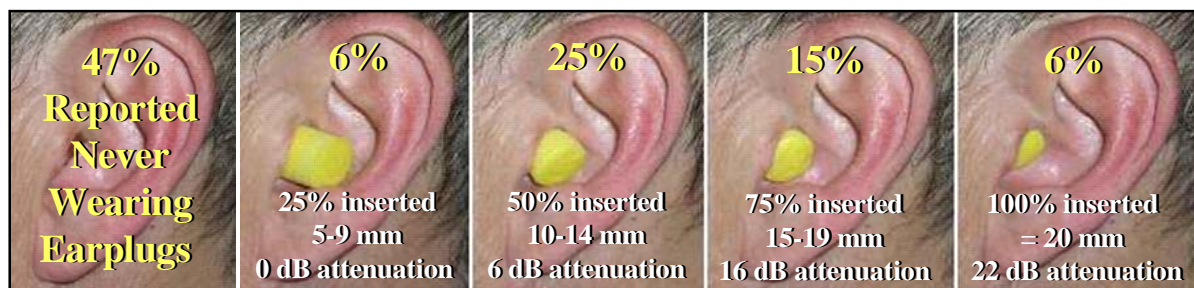 47%
Reported
Never
Wearing
Earplugs
6%
25% inserted
5-9 mm
0 dB attenuation
25%
50% inserted
10-14 mm
6 dB attenuation
15%
75% inserted
15-19 mm
16 dB attenuation
6%
100% inserted
= 20 mm
22 dB attenuation